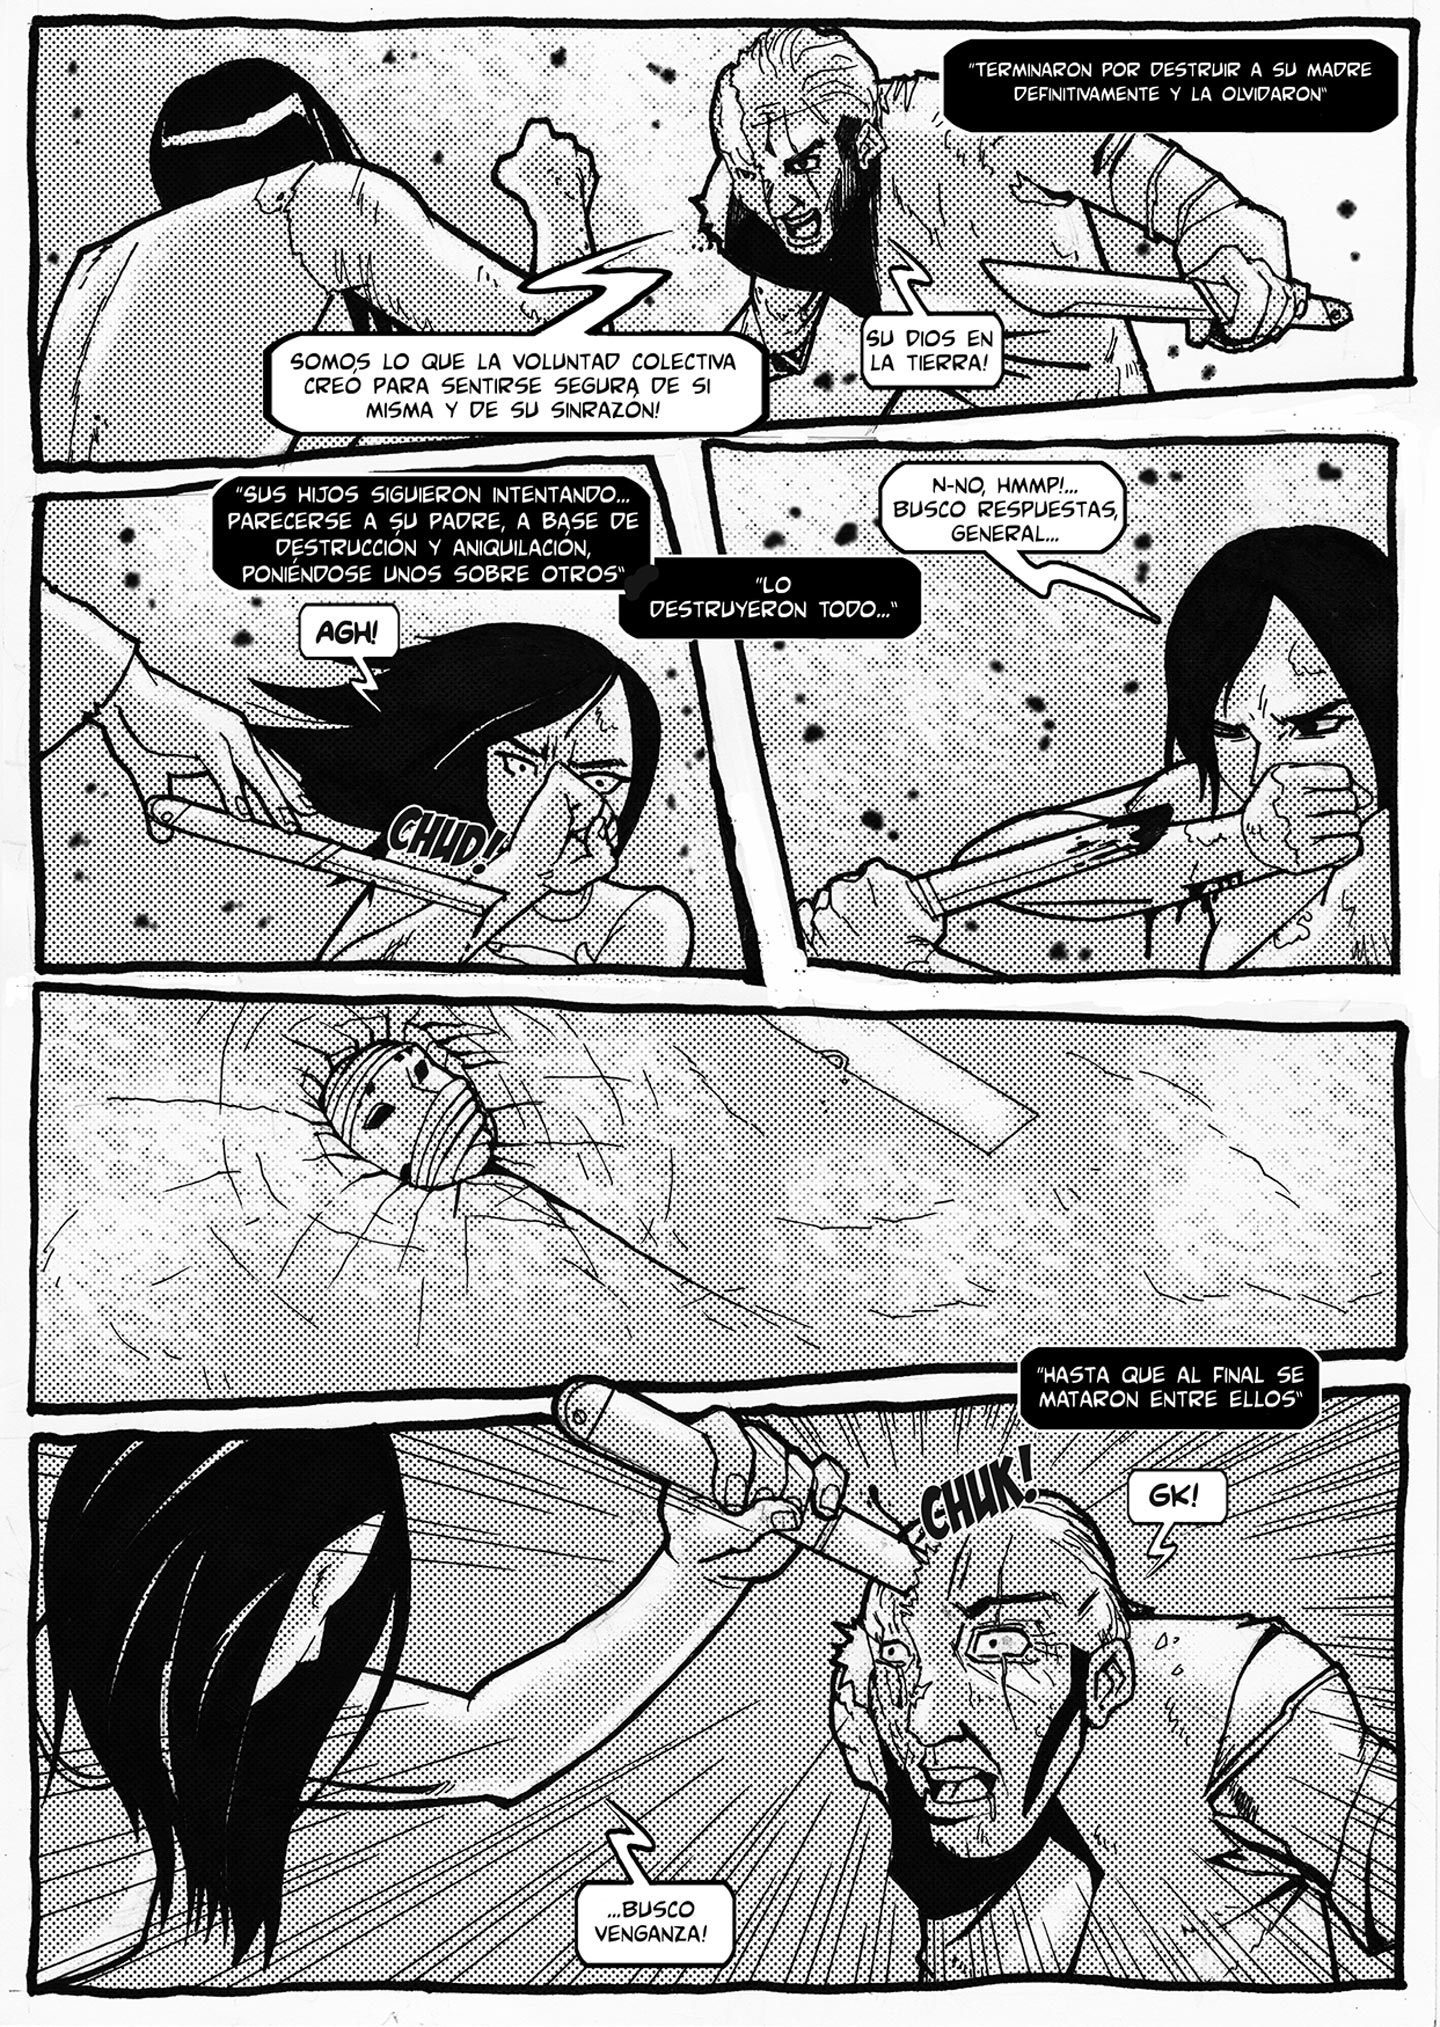 "TERMINARON POR DESTRUIR A SU MADRE
DEFINITIVAMENTE Y LA OLVIDARON"
SOMOS LO QUE LA VOLUNTAD COLECTIVA
CREÓ PARA SENTIRSE SEGURA DE SI
MISMA Y DE SU SINRAZÓN!
SU DIOS EN
LA TIERRA!
"SUS HIJOS SIGUIERON INTENTANDO...
PARECERSE A SU PADRE, A BASE DE
DESTRUCCIÓN Y ANIQUILACIÓN,
PONIÉNDOSE UNOS SOBRE OTROS"
AGH!
CHUD!
"LO
DESTRUYERON TODO..."
N-NO, HMMP!...
BUSCO RESPUESTAS,
GENERAL...
"HASTA QUE AL FINAL SE
MATARON ENTRE ELLOS"
CHUK!
GK!
...BUSCO
VENGANZA!